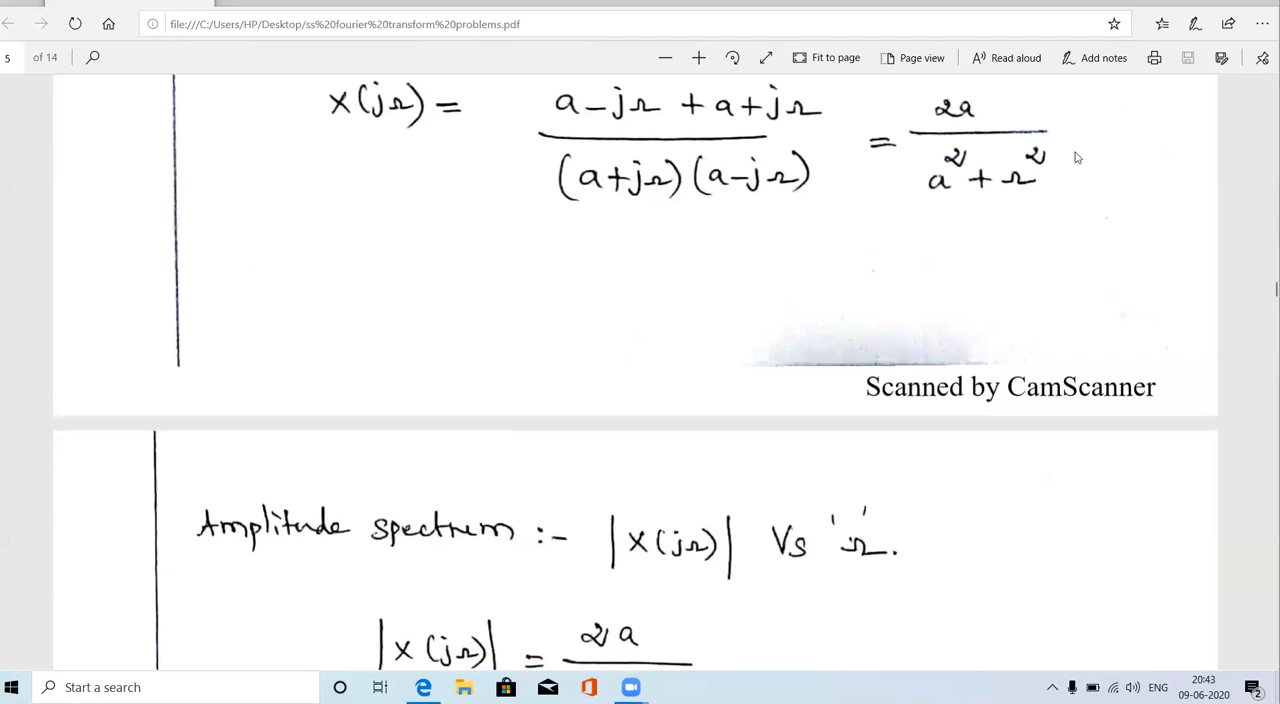 file:///C:/Users/HP/Desktop/ss%20fourier%20transform%20problems.pdf
5 of 14 Fit to page Page view Read aloud Add notes
X(jΩ) = a-jΩ + a+jΩ / (a+jΩ)(a-jΩ) = 2a / a² + Ω²
Scanned by CamScanner
Amplitude spectrum :- |X(jΩ)| Vs 'Ω'.
|X(jΩ)| = 2a
Start a search
ENG
20:43
09-06-2020
2